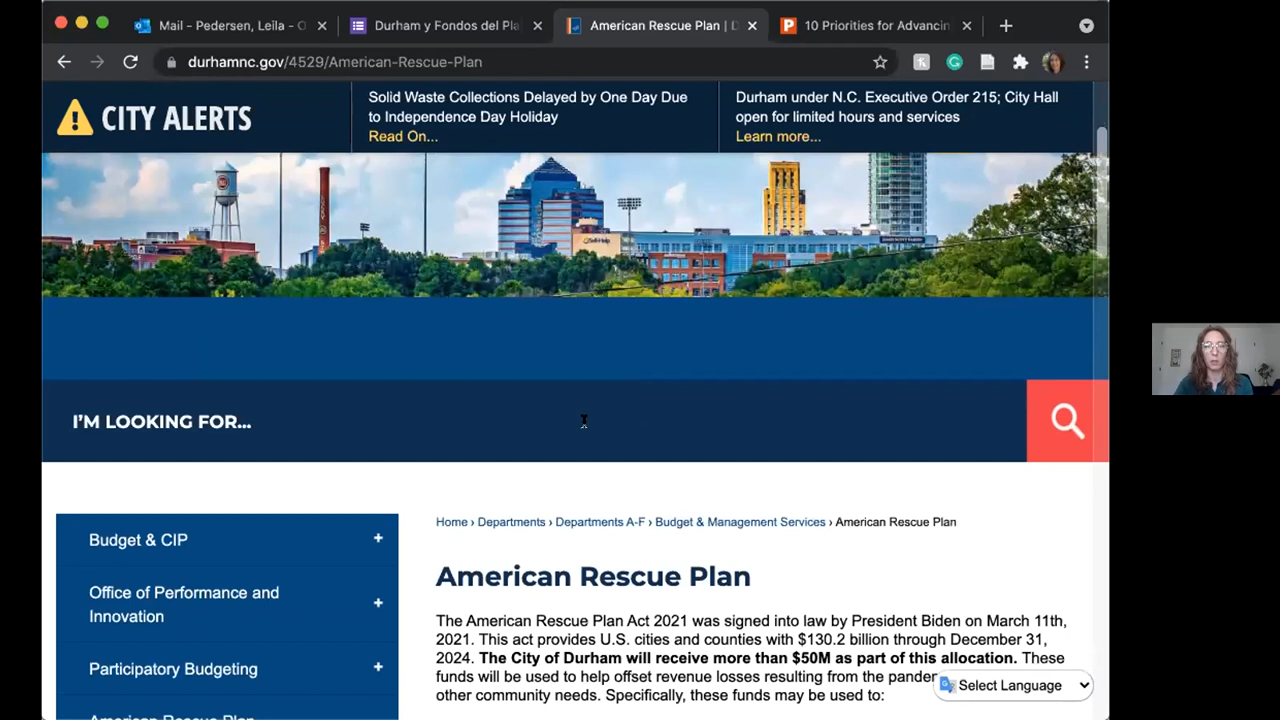 Mail - Pedersen, Leila - O
Durham y Fondos del Pla
American Rescue Plan | D
10 Priorities for Advancin
durhamnc.gov/4529/American-Rescue-Plan
CITY ALERTS
Solid Waste Collections Delayed by One Day Due
to Independence Day Holiday
Read On...
Durham under N.C. Executive Order 215; City Hall
open for limited hours and services
Learn more...
I'M LOOKING FOR...
Budget & CIP
Office of Performance and
Innovation
Participatory Budgeting
American Rescue Plan
Home › Departments › Departments A-F › Budget & Management Services › American Rescue Plan
American Rescue Plan
The American Rescue Plan Act 2021 was signed into law by President Biden on March 11th,
2021. This act provides U.S. cities and counties with $130.2 billion through December 31,
2024. The City of Durham will receive more than $50M as part of this allocation. These
funds will be used to help offset revenue losses resulting from the pander
other community needs. Specifically, these funds may be used to:
Select Language